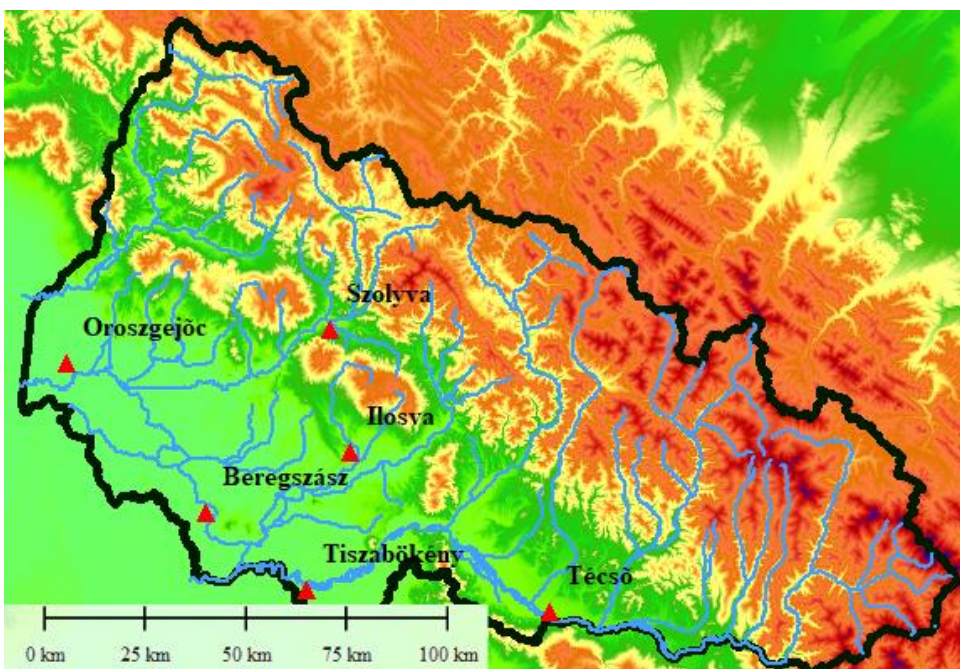 Szolyva
Oroszgejőc
Ilosva
Beregszász
Tiszabökény
Técső
0 km 25 km 50 km 75 km 100 km